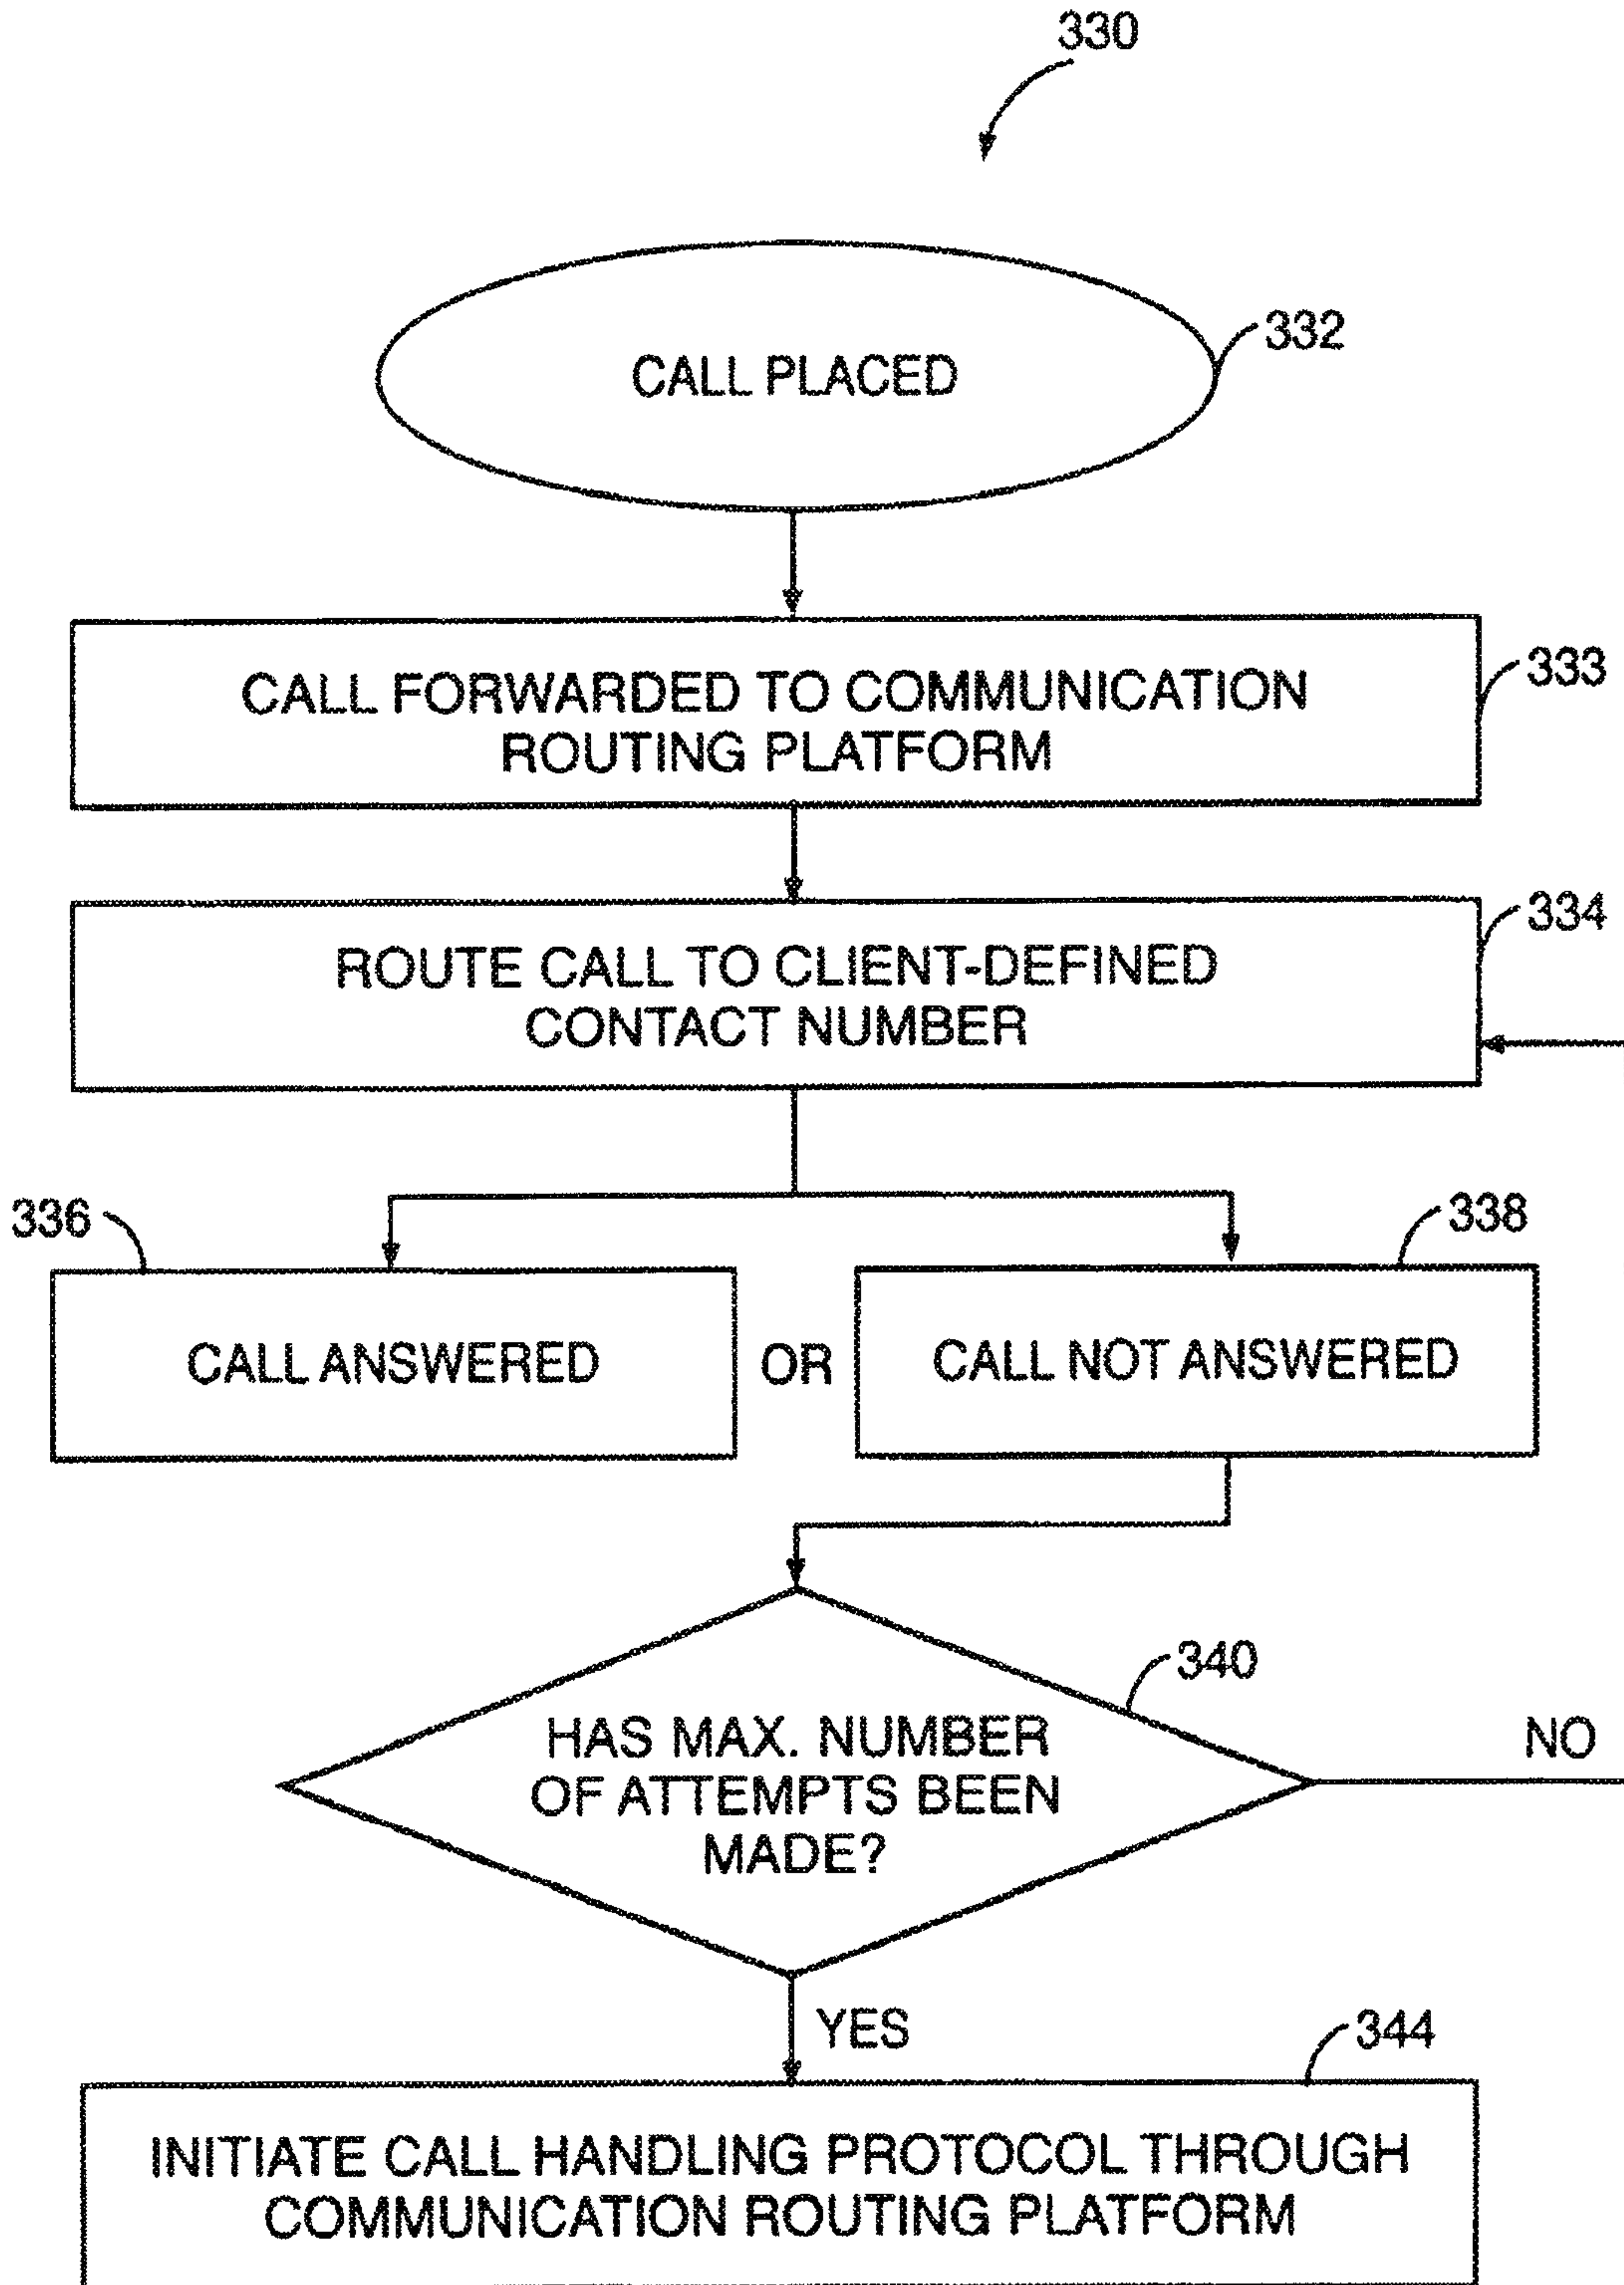 330
CALL PLACED
332
CALL FORWARDED TO COMMUNICATION
ROUTING PLATFORM
333
ROUTE CALL TO CLIENT-DEFINED
CONTACT NUMBER
334
336
338
CALL ANSWERED
OR
CALL NOT ANSWERED
340
HAS MAX. NUMBER
OF ATTEMPTS BEEN
MADE?
NO
YES
344
INITIATE CALL HANDLING PROTOCOL THROUGH
COMMUNICATION ROUTING PLATFORM